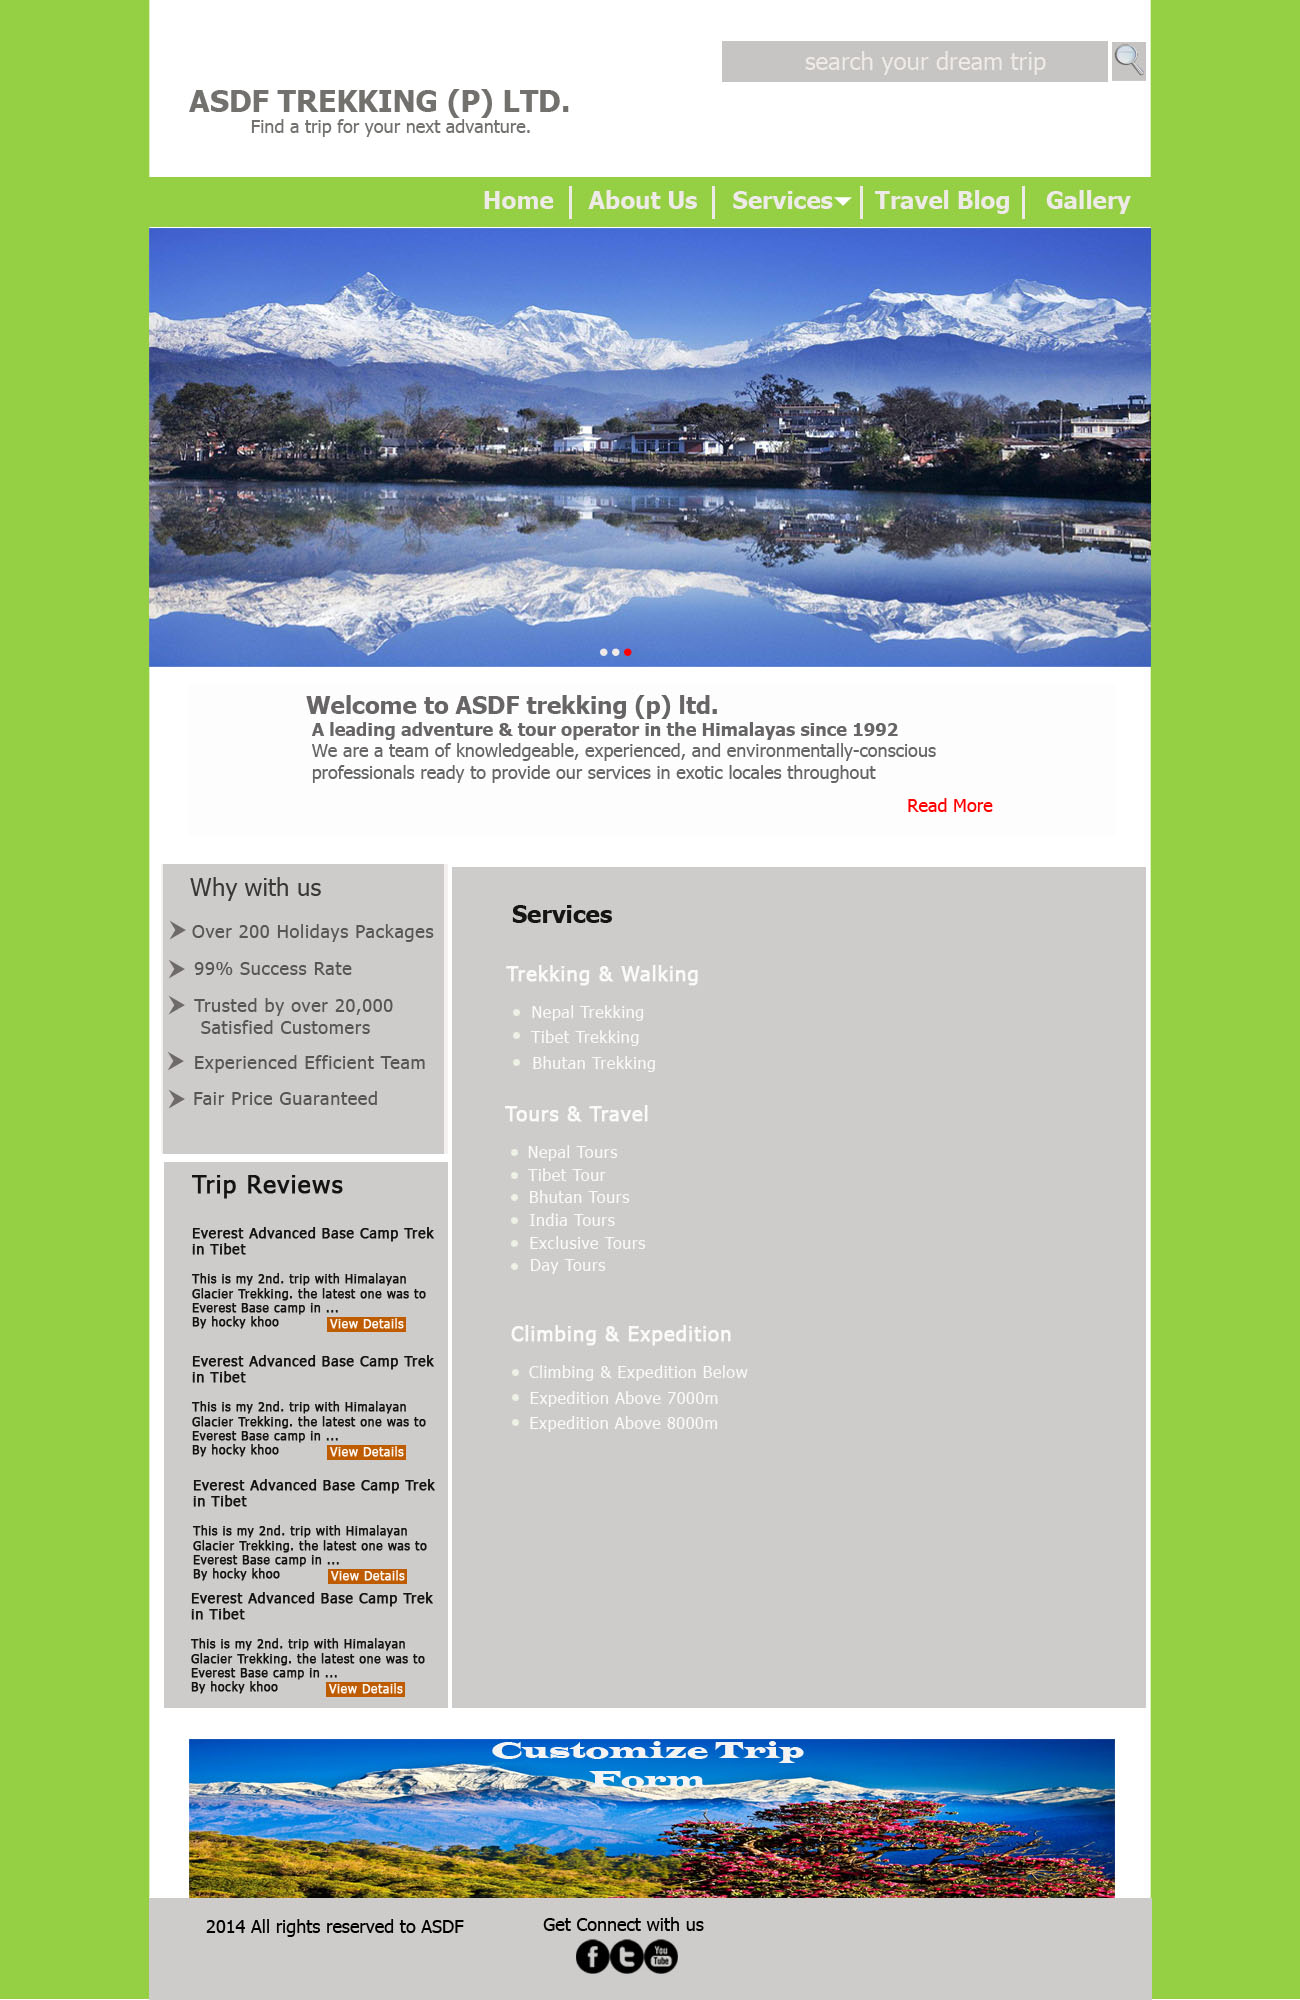 search your dream trip
ASDF TREKKING (P) LTD.
Find a trip for your next advanture.
Home
About Us
Services
Travel Blog
Gallery
Welcome to ASDF trekking (p) ltd.
A leading adventure & tour operator in the Himalayas since 1992
We are a team of knowledgeable, experienced, and environmentally-conscious
professionals ready to provide our services in exotic locales throughout
Read More
Why with us
Over 200 Holidays Packages
99% Success Rate
Trusted by over 20,000
Satisfied Customers
Experienced Efficient Team
Fair Price Guaranteed
Trip Reviews
Everest Advanced Base Camp Trek
in Tibet
This is my 2nd. trip with Himalayan
Glacier Trekking. the latest one was to
Everest Base camp in ...
By hocky khoo
View Details
Everest Advanced Base Camp Trek
in Tibet
This is my 2nd. trip with Himalayan
Glacier Trekking. the latest one was to
Everest Base camp in ...
By hocky khoo
View Details
Everest Advanced Base Camp Trek
in Tibet
This is my 2nd. trip with Himalayan
Glacier Trekking. the latest one was to
Everest Base camp in ...
By hocky khoo
View Details
Everest Advanced Base Camp Trek
in Tibet
This is my 2nd. trip with Himalayan
Glacier Trekking. the latest one was to
Everest Base camp in ...
By hocky khoo
View Details
Services
Trekking & Walking
Nepal Trekking
Tibet Trekking
Bhutan Trekking
Tours & Travel
Nepal Tours
Tibet Tour
Bhutan Tours
India Tours
Exclusive Tours
Day Tours
Climbing & Expedition
Climbing & Expedition Below
Expedition Above 7000m
Expedition Above 8000m
Customize Trip
Form
2014 All rights reserved to ASDF
Get Connect with us
You
Tube